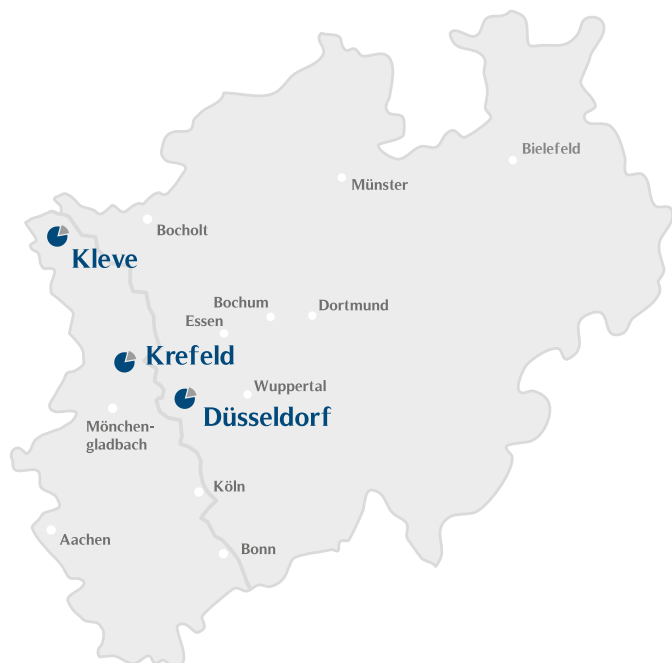 Bielefeld
Münster
Bocholt
Kleve
Bochum
Dortmund
Essen
Krefeld
Wuppertal
Düsseldorf
Mönchen-
gladbach
Köln
Aachen
Bonn